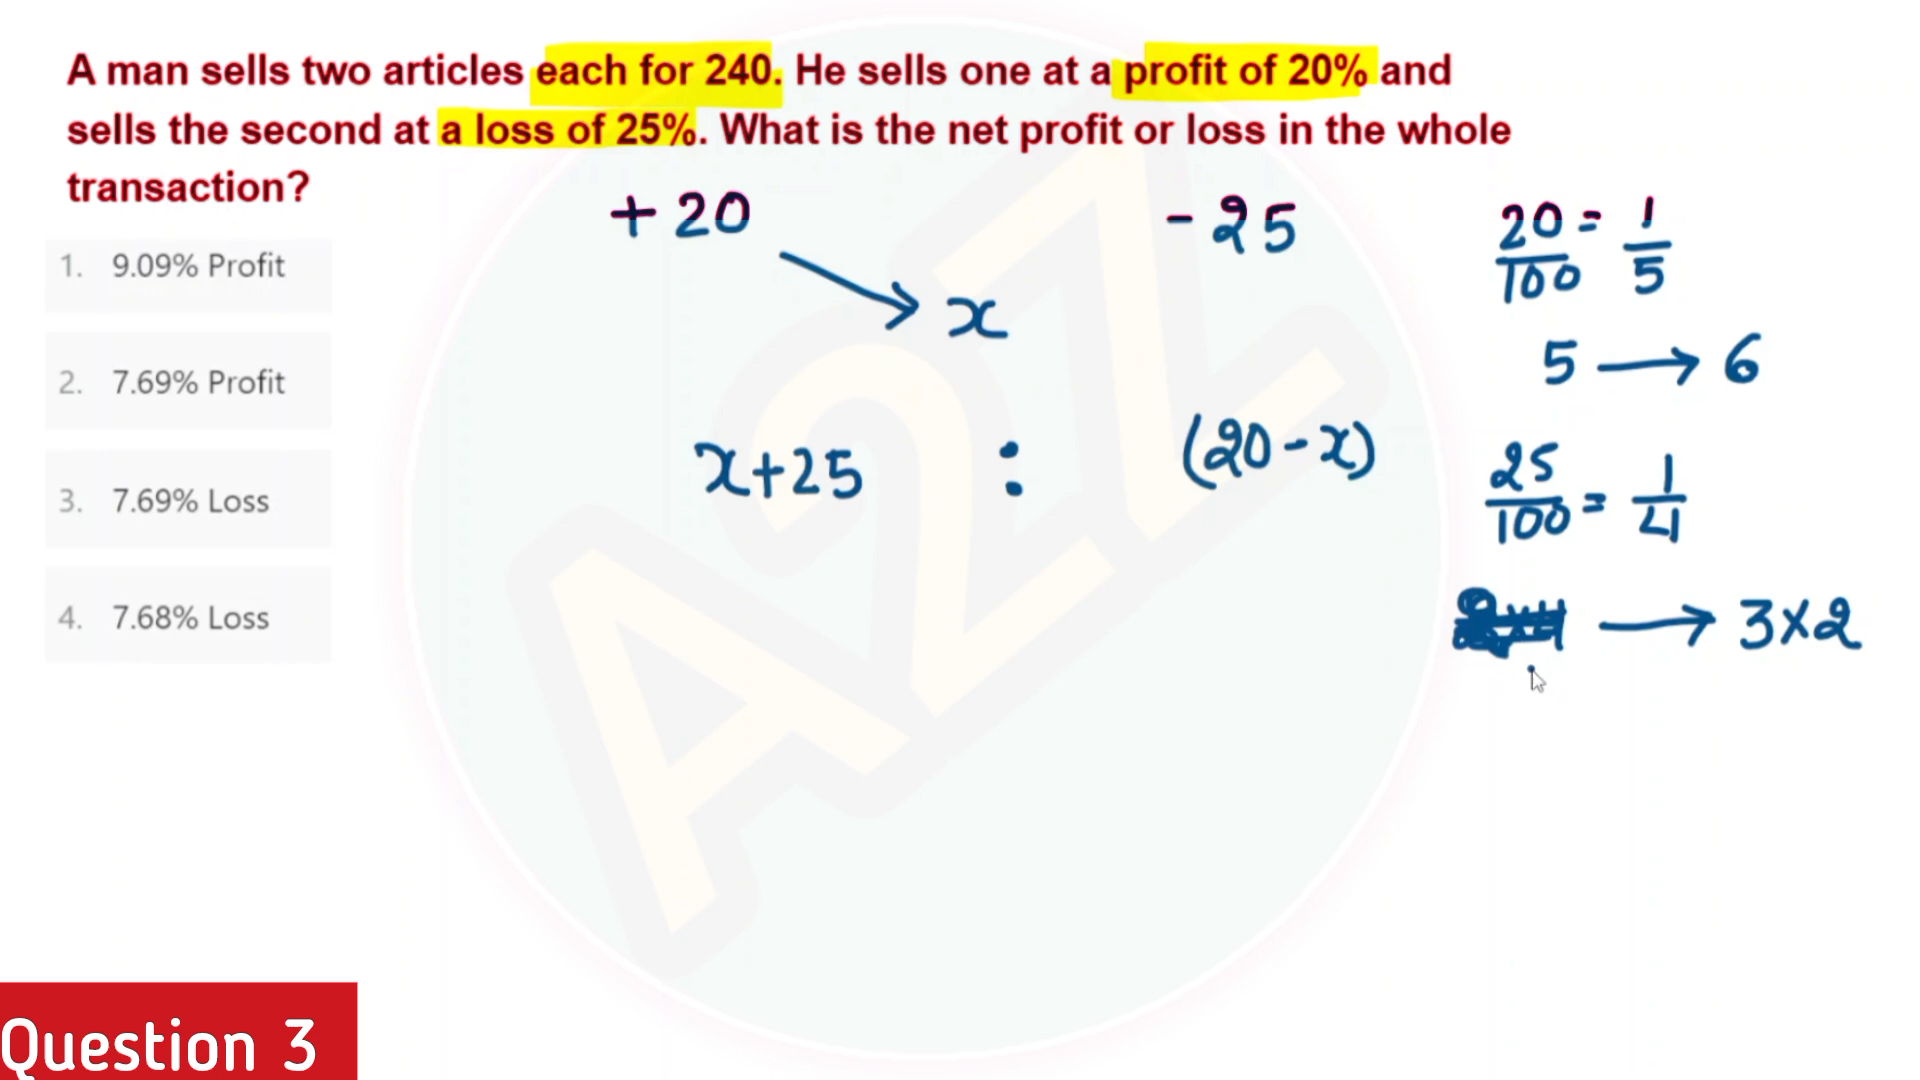 A man sells two articles each for 240. He sells one at a profit of 20% and
sells the second at a loss of 25%. What is the net profit or loss in the whole
transaction?
1. 9.09% Profit
2. 7.69% Profit
3. 7.69% Loss
4. 7.68% Loss
+ 20
- 25
x
x+25 : (20-x)
20/100 = 1/5
5 → 6
25/100 = 1/4
→ 3×2
A2Z
Question 3